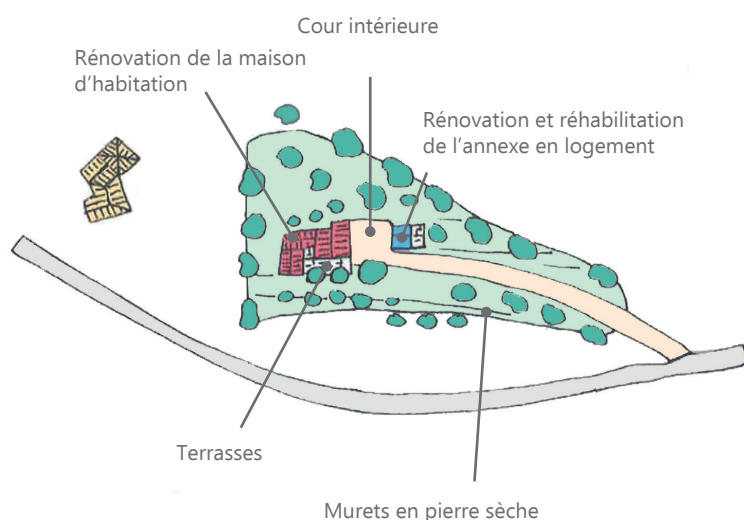 Cour intérieure
Rénovation de la maison
d’habitation
Rénovation et réhabilitation
de l’annexe en logement
Terrasses
Murets en pierre sèche